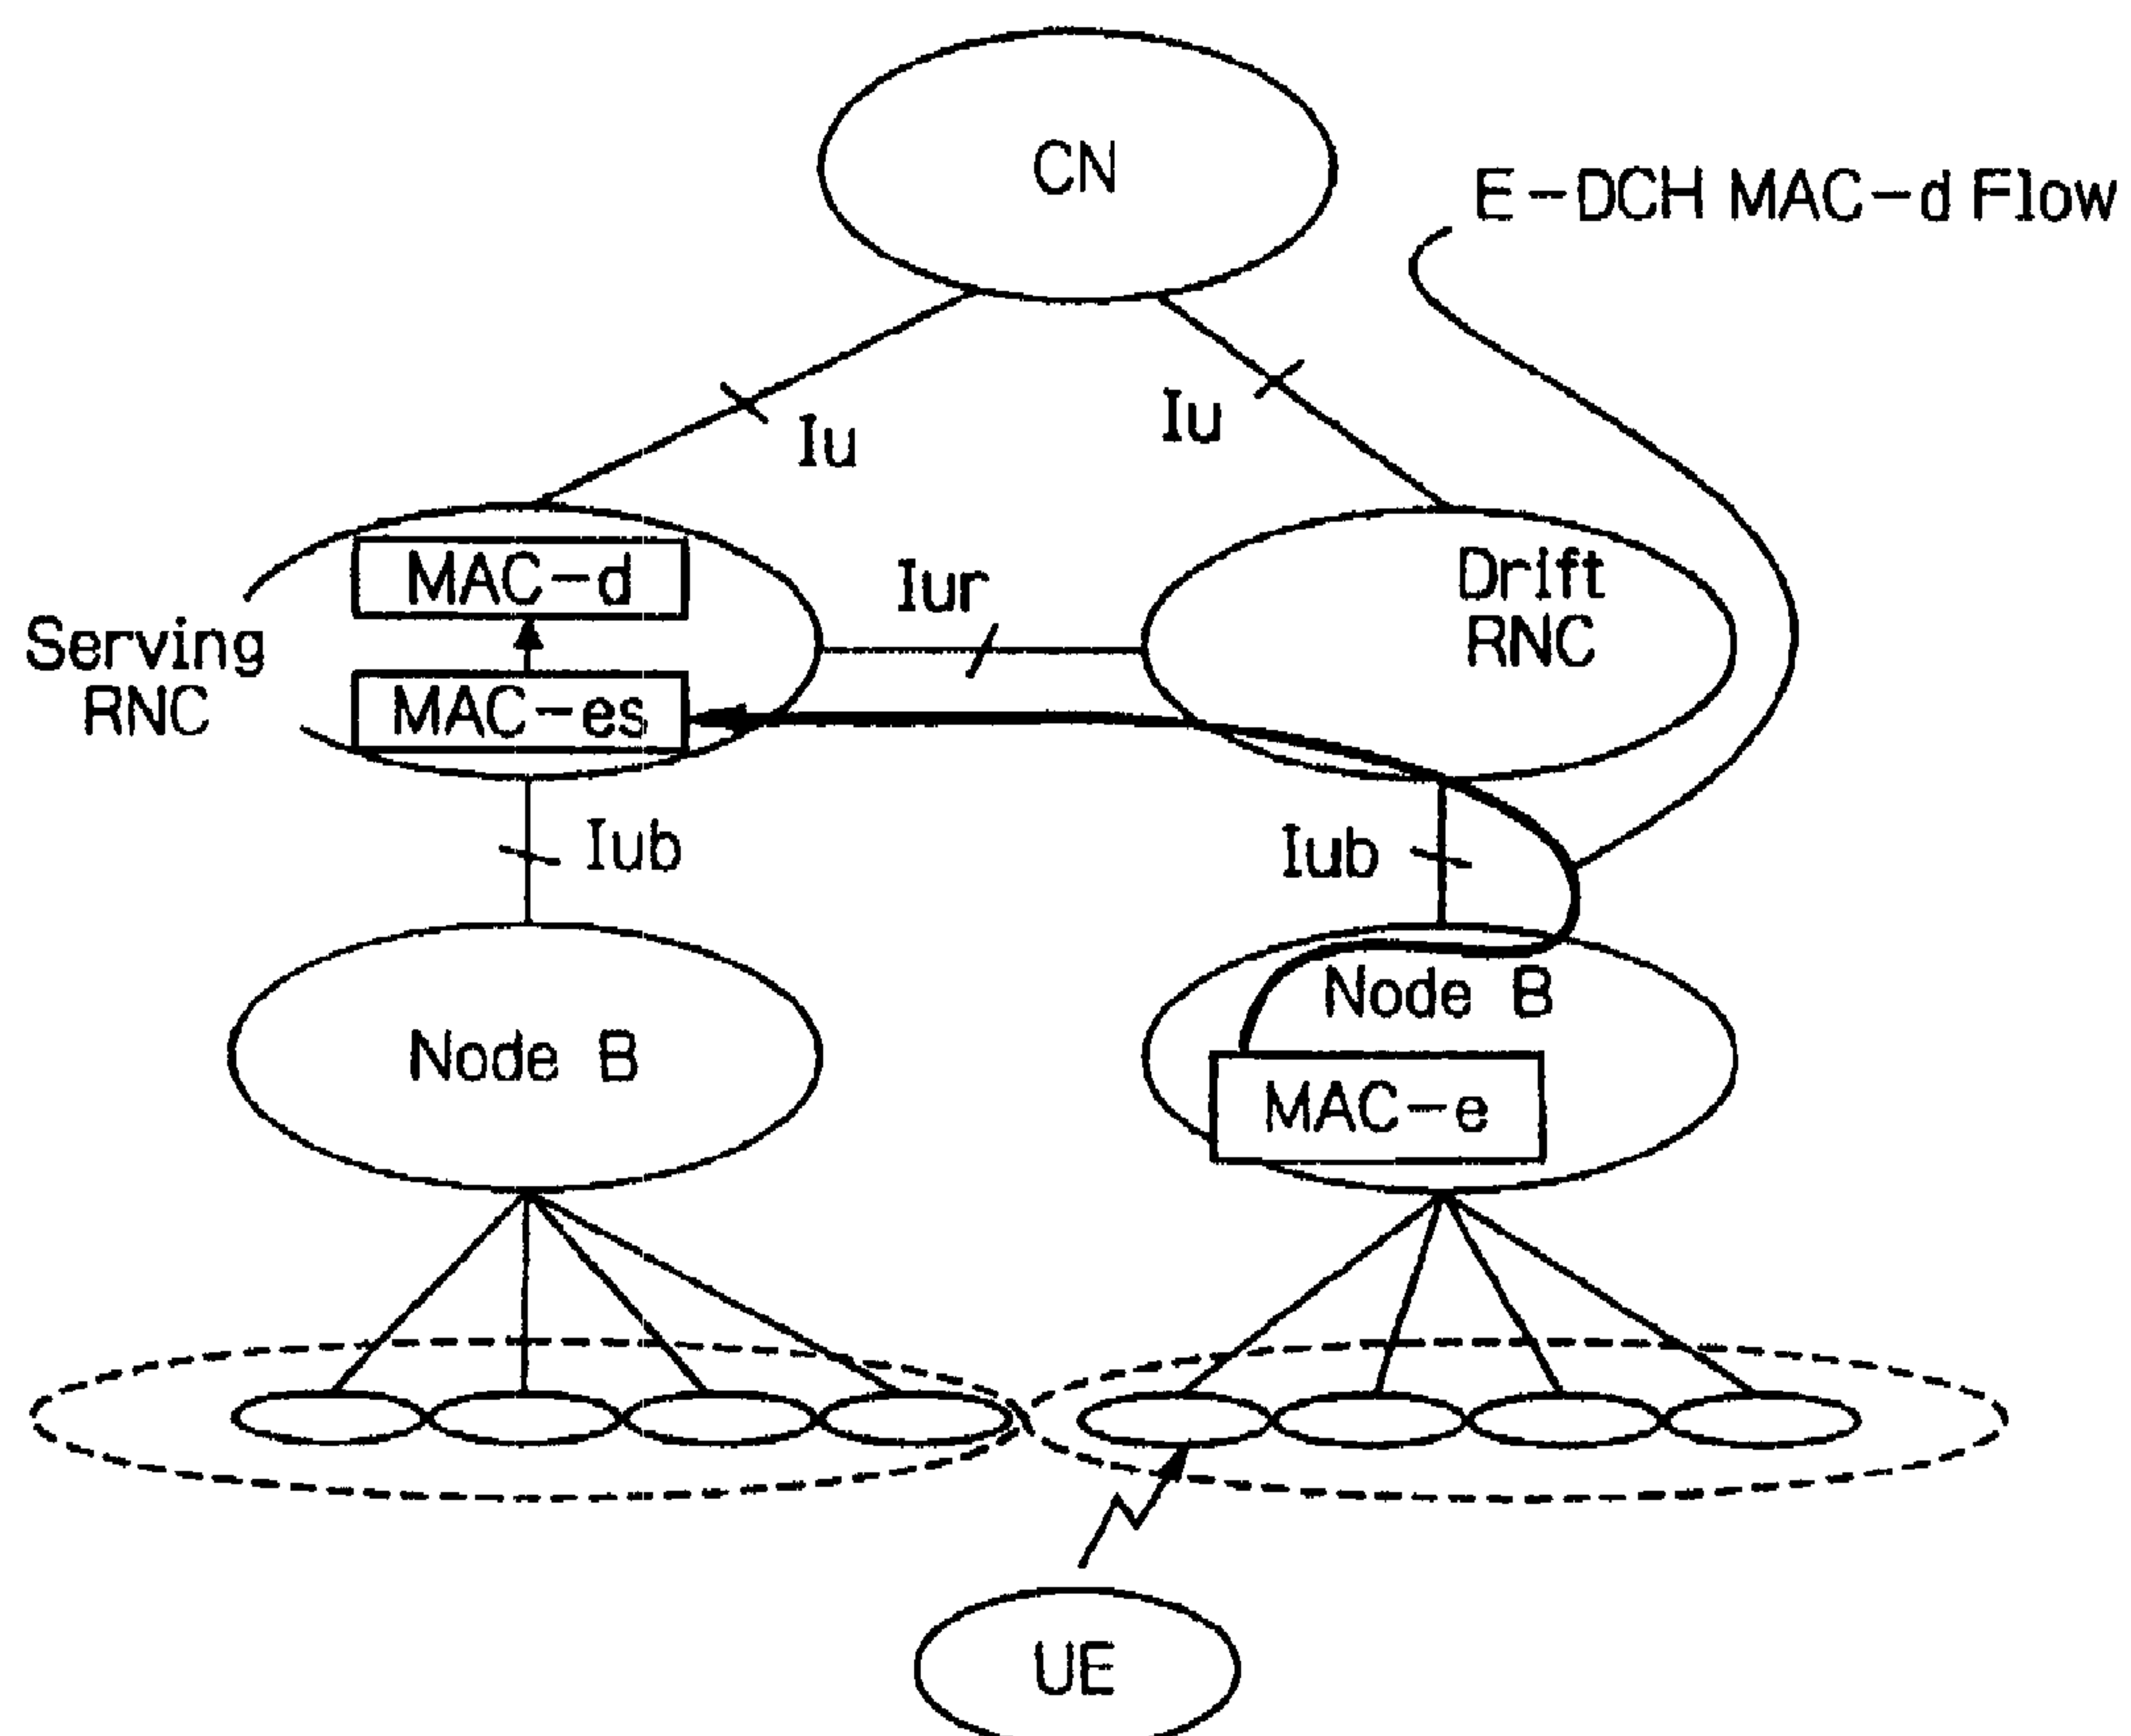 CN
E-DCH MAC-d Flow
Iu
Iu
MAC-d
Iur
Drift
RNC
Serving
RNC
MAC-es
Iub
Iub
Node B
Node B
MAC-e
UE